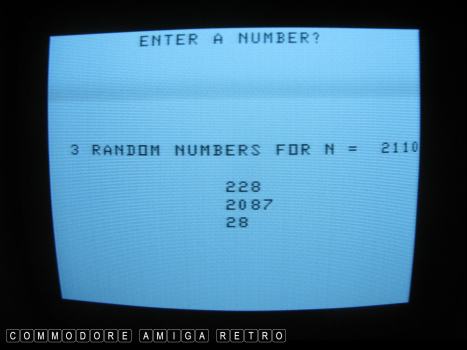 ENTER A NUMBER?
3 RANDOM NUMBERS FOR N = 2110
228
2087
28
COMMODORE AMIGA RETRO